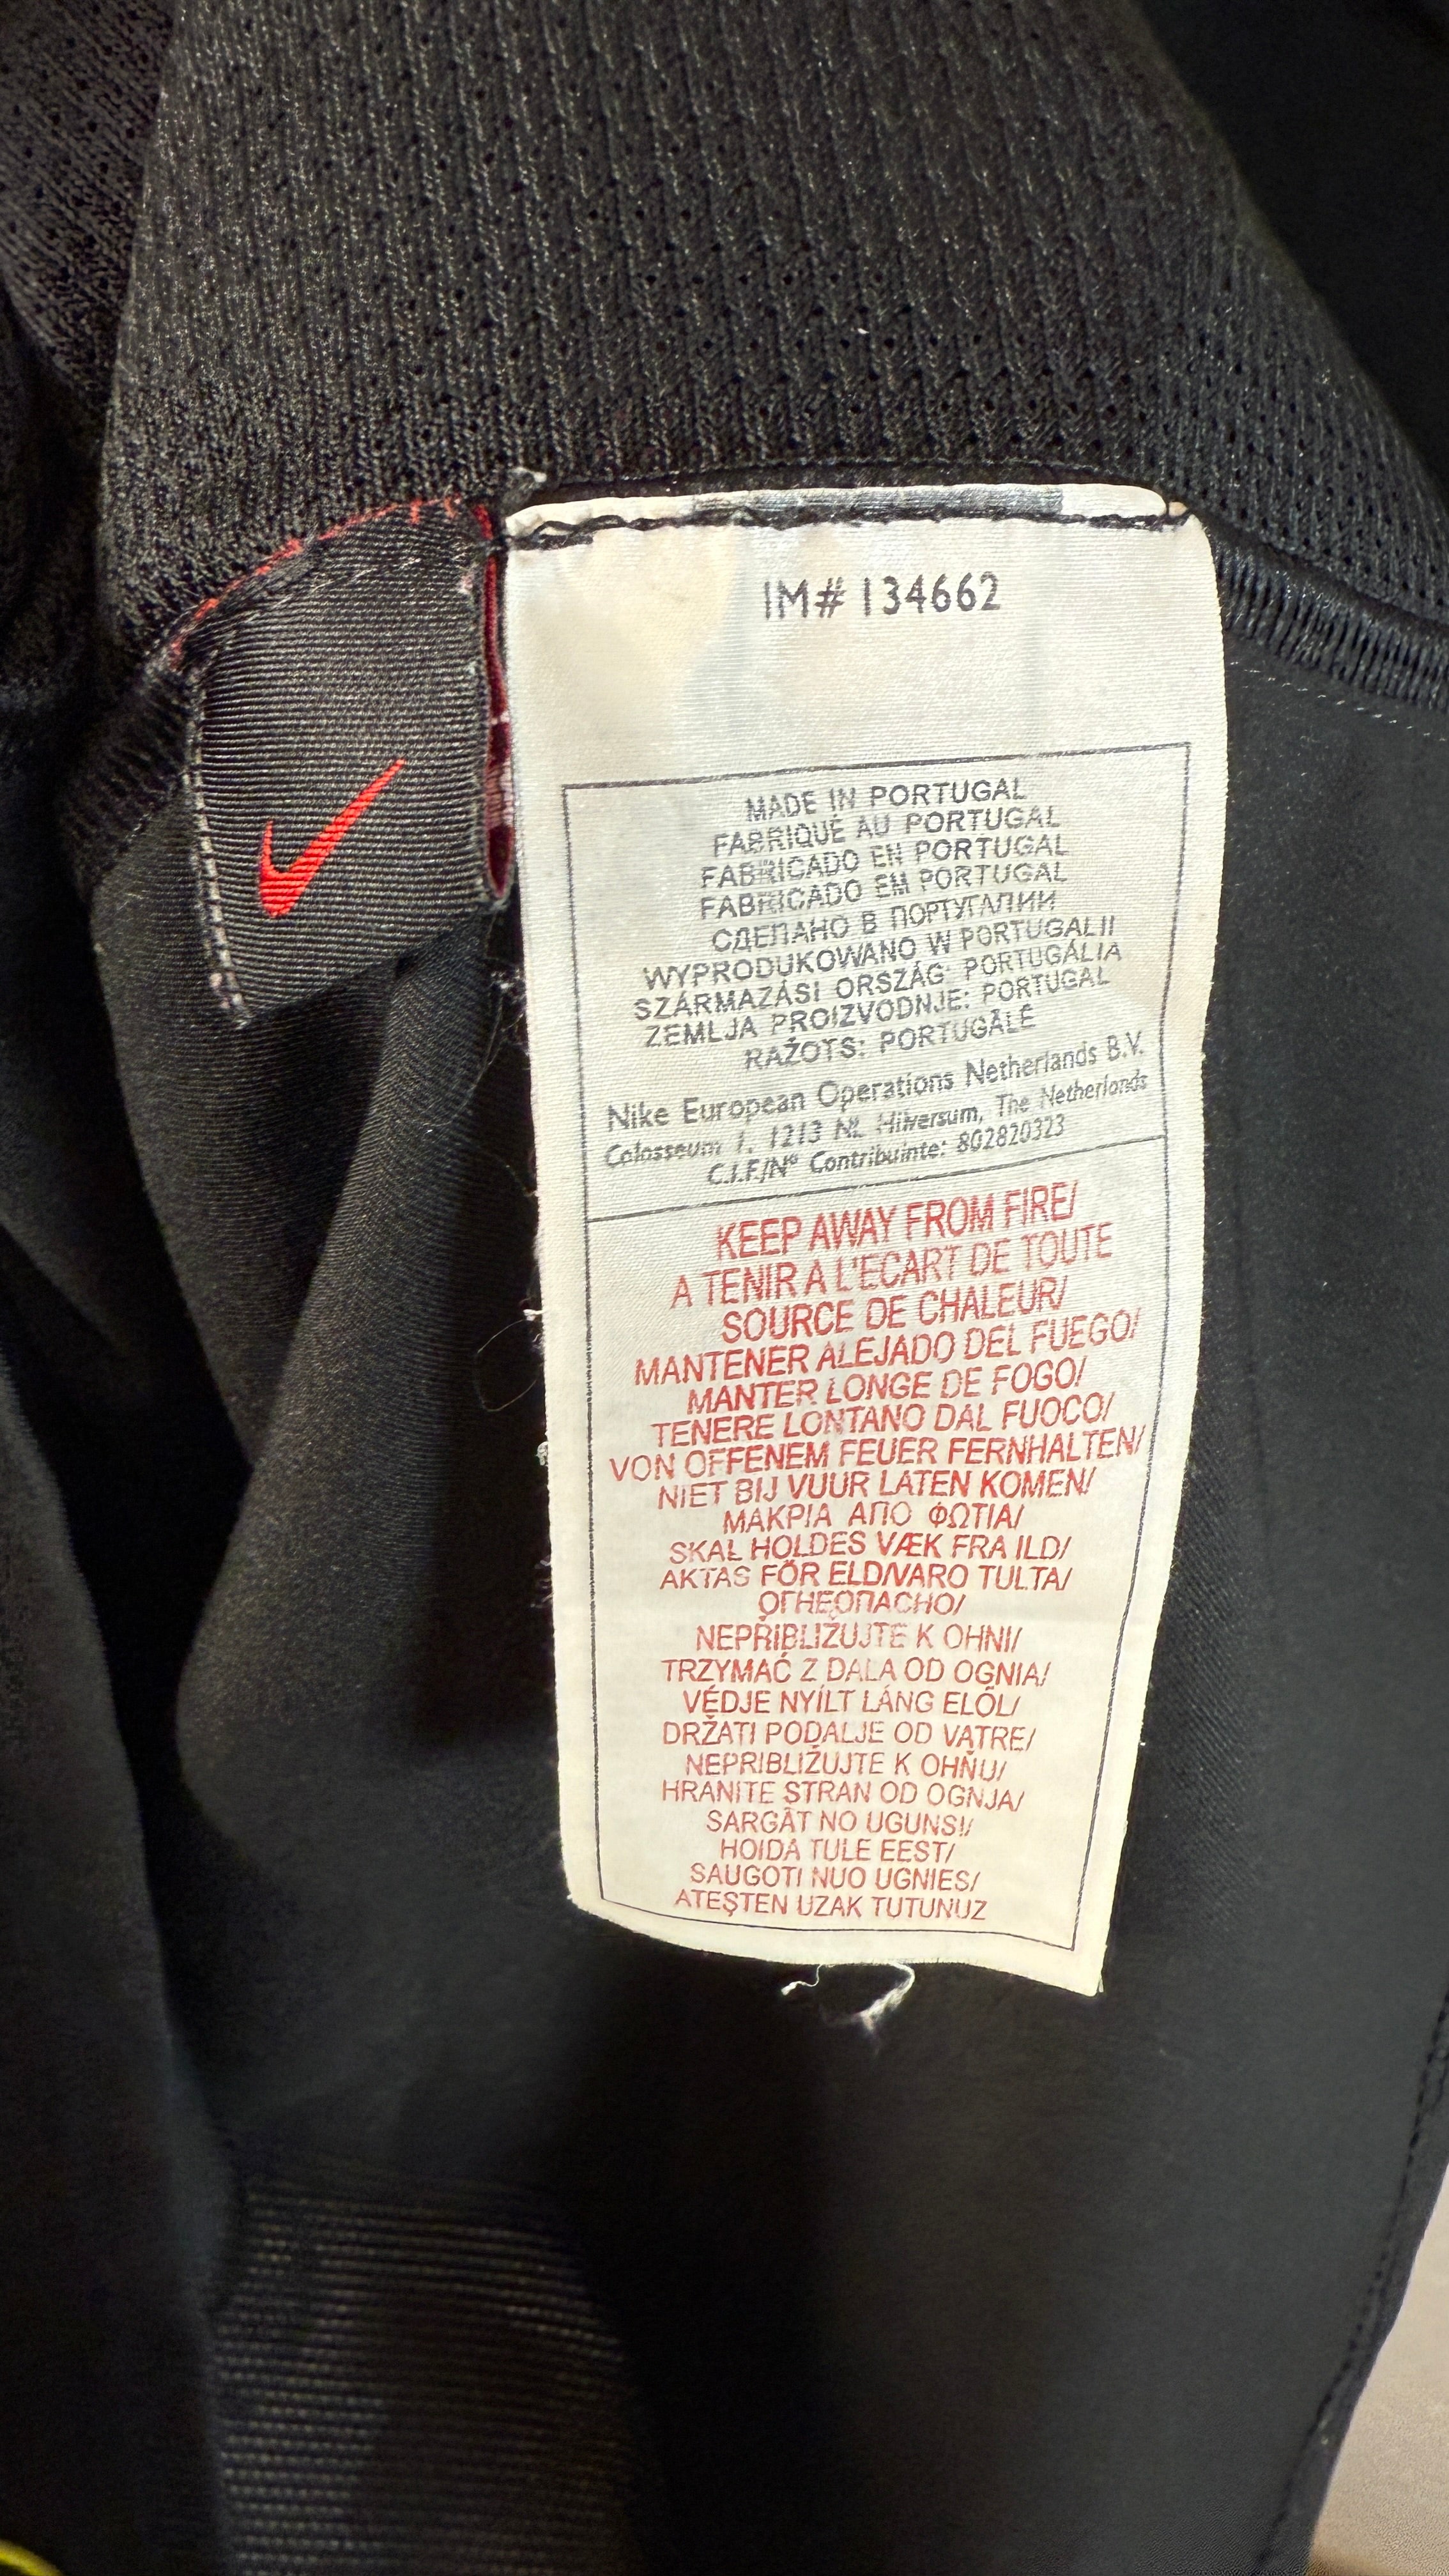 IM# 134662
MADE IN PORTUGAL
FABRIQUÉ AU PORTUGAL
FABRICADO EN PORTUGAL
FABRICADO EM PORTUGAL
СДЕПАНО В ПОРТУГАПИИ
WYPRODUKOWANO W PORTUGALII
SZÁRMAZÁSI ORSZÁG: PORTUGÁLIA
ZEMLJA PROIZVODNJE: PORTUGAL
RAŽOTS: PORTUGĀLĒ
Nike European Operations Netherlands B.V.
Colosseum 1, 1213 NL Hilversum, The Netherlands
C.I.F./Nº Contribuinte: 802820323
KEEP AWAY FROM FIRE/
A TENIR A L'ECART DE TOUTE
SOURCE DE CHALEUR/
MANTENER ALEJADO DEL FUEGO/
MANTER LONGE DE FOGO/
TENERE LONTANO DAL FUOCO/
VON OFFENEM FEUER FERNHALTEN/
NIET BIJ VUUR LATEN KOMEN/
ΜΑΚΡΙΑ ΑΠΟ ΦΩΤΙΑ/
SKAL HOLDES VÆK FRA ILD/
AKTAS FÖR ELD/VARO TULTA/
ОГНЕОПАСНО/
NEPŘIBLIŽUJTE K OHNI/
TRZYMAĆ Z DALA OD OGNIA/
VÉDJE NYÍLT LÁNG ELŐL/
DRŽATI PODALJE OD VATRE/
NEPRIBLIŽUJTE K OHŇU/
HRANITE STRAN OD OGNJA/
SARGĀT NO UGUNS!/
HOIDA TULE EEST/
SAUGOTI NUO UGNIES/
ATEŞTEN UZAK TUTUNUZ